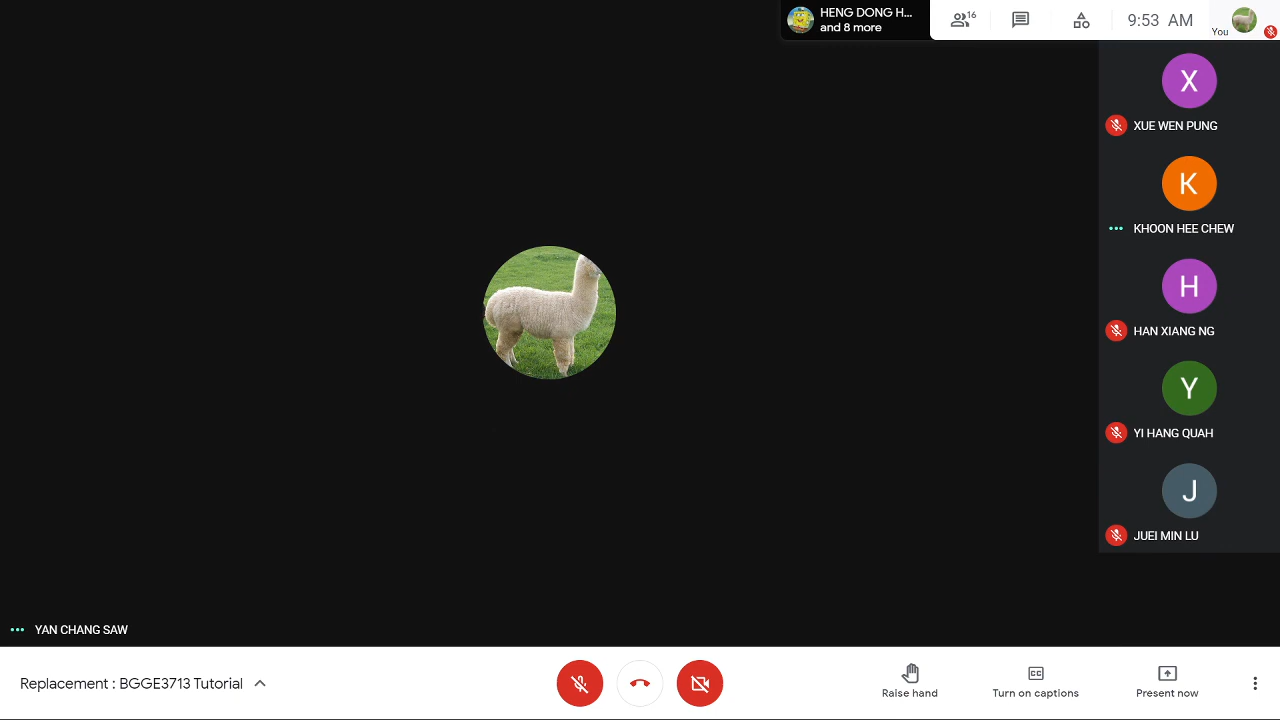 HENG DONG H...
and 8 more
16
9:53 AM
You
X
XUE WEN PUNG
K
KHOON HEE CHEW
H
HAN XIANG NG
Y
YI HANG QUAH
J
JUEI MIN LU
YAN CHANG SAW
Replacement : BGGE3713 Tutorial
CC
Raise hand
Turn on captions
Present now